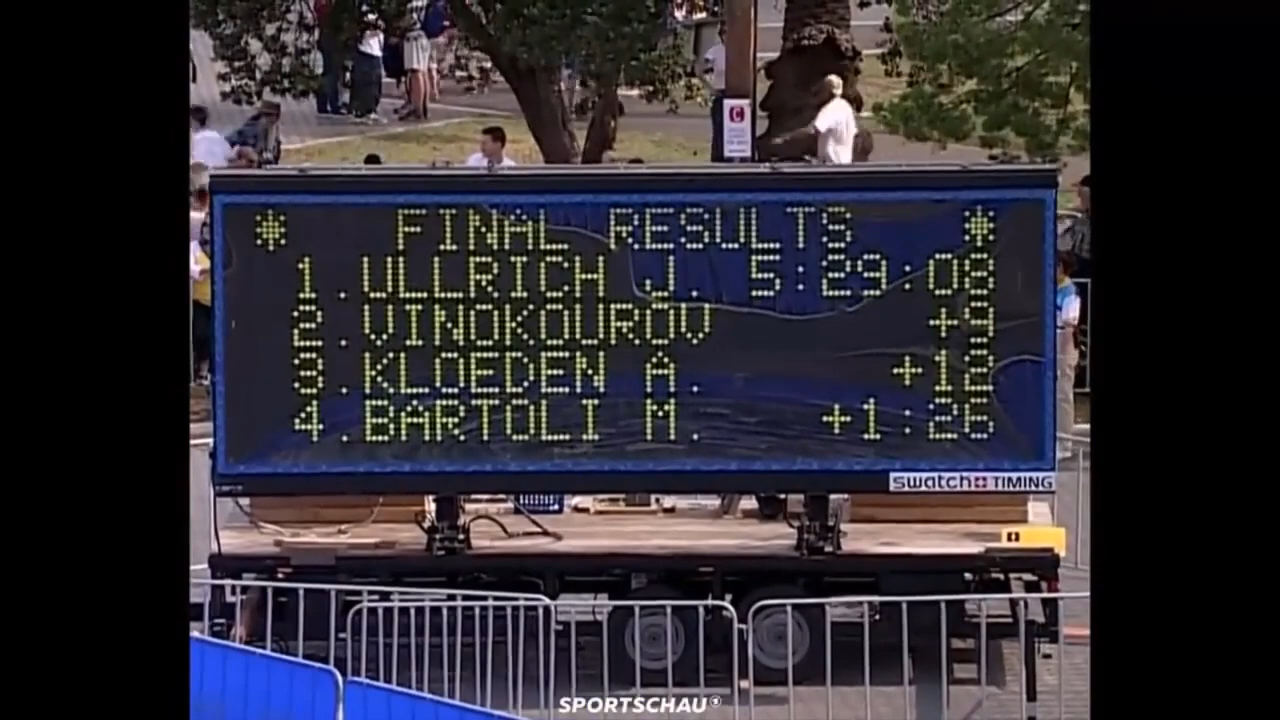 C
* FINAL RESULTS *
1.ULLRICH J. 5:29:08
2.VINOKOUROV +9
3.KLOEDEN A. +12
4.BARTOLI M. +1:26
swatch TIMING
SPORTSCHAU